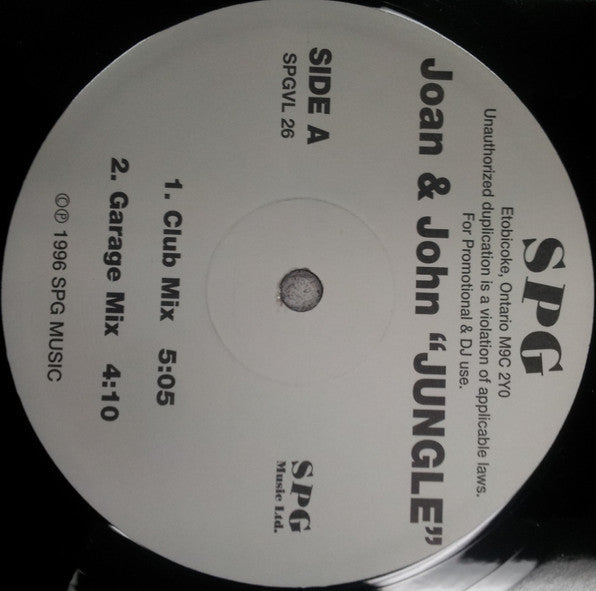 SPG
Etobicoke, Ontario M9C 2Y0
Unauthorized duplication is a violation of applicable laws.
For Promotional & DJ use.
Joan & John “JUNGLE”
SIDE A
SPGVL 26
SPG
Music Ltd.
1. Club Mix 5:05
2. Garage Mix 4:10
©℗ 1996 SPG MUSIC